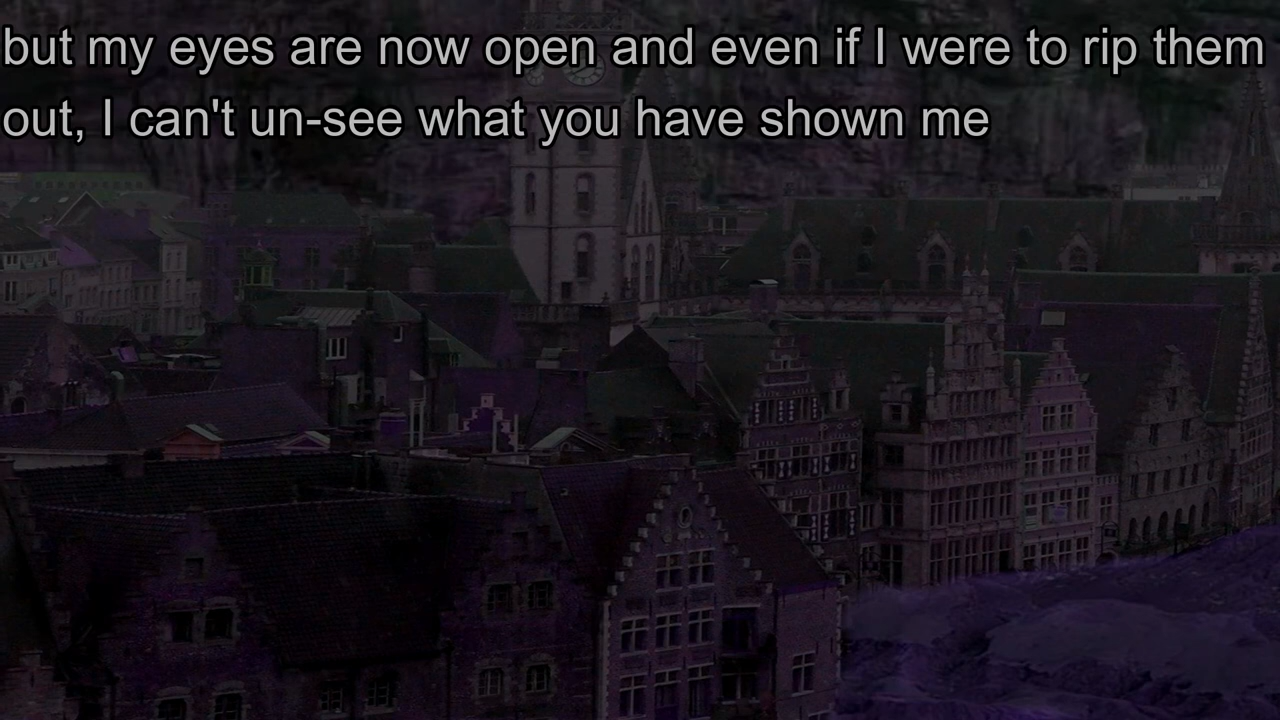 but my eyes are now open and even if I were to rip them
out, I can't un-see what you have shown me